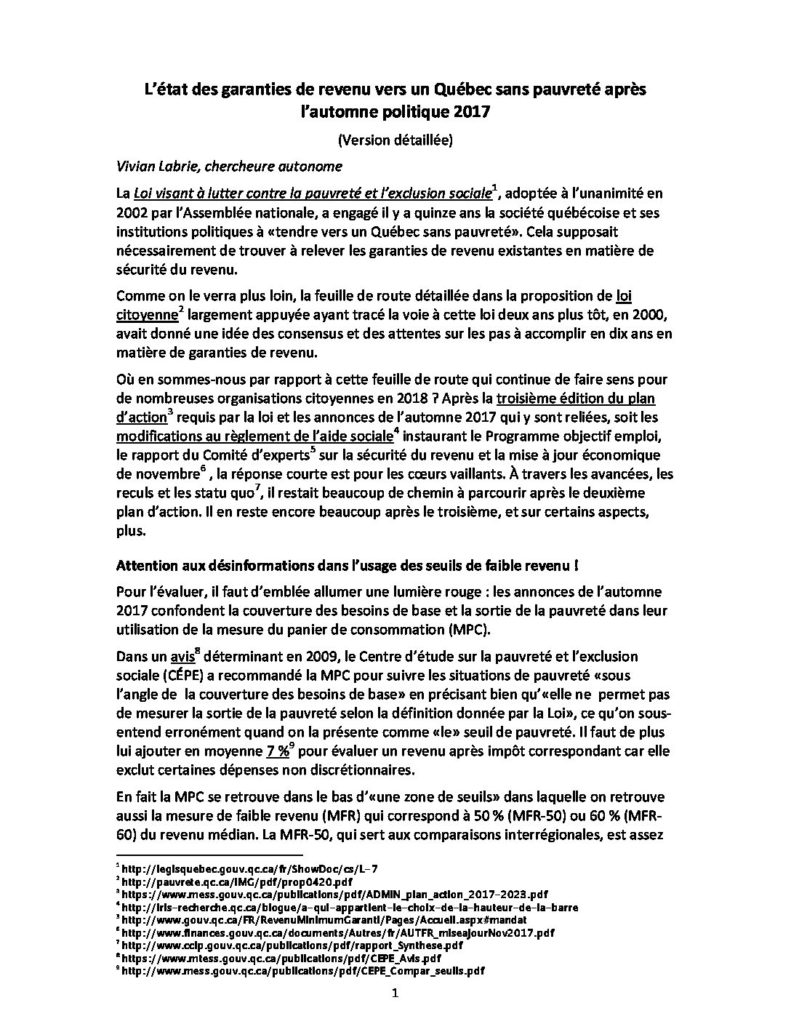 L’état des garanties de revenu vers un Québec sans pauvreté après
l’automne politique 2017
(Version détaillée)
Vivian Labrie, chercheure autonome
La Loi visant à lutter contre la pauvreté et l’exclusion sociale1, adoptée à l’unanimité en
2002 par l’Assemblée nationale, a engagé il y a quinze ans la société québécoise et ses
institutions politiques à «tendre vers un Québec sans pauvreté». Cela supposait
nécessairement de trouver à relever les garanties de revenu existantes en matière de
sécurité du revenu.
Comme on le verra plus loin, la feuille de route détaillée dans la proposition de loi
citoyenne2 largement appuyée ayant tracé la voie à cette loi deux ans plus tôt, en 2000,
avait donné une idée des consensus et des attentes sur les pas à accomplir en dix ans en
matière de garanties de revenu.
Où en sommes-nous par rapport à cette feuille de route qui continue de faire sens pour
de nombreuses organisations citoyennes en 2018 ? Après la troisième édition du plan
d’action3 requis par la loi et les annonces de l’automne 2017 qui y sont reliées, soit les
modifications au règlement de l’aide sociale4 instaurant le Programme objectif emploi,
le rapport du Comité d’experts5 sur la sécurité du revenu et la mise à jour économique
de novembre6 , la réponse courte est pour les cœurs vaillants. À travers les avancées, les
reculs et les statu quo7, il restait beaucoup de chemin à parcourir après le deuxième
plan d’action. Il en reste encore beaucoup après le troisième, et sur certains aspects,
plus.
Attention aux désinformations dans l’usage des seuils de faible revenu !
Pour l’évaluer, il faut d’emblée allumer une lumière rouge : les annonces de l’automne
2017 confondent la couverture des besoins de base et la sortie de la pauvreté dans leur
utilisation de la mesure du panier de consommation (MPC).
Dans un avis8 déterminant en 2009, le Centre d’étude sur la pauvreté et l’exclusion
sociale (CÉPE) a recommandé la MPC pour suivre les situations de pauvreté «sous
l’angle de la couverture des besoins de base» en précisant bien qu’«elle ne permet pas
de mesurer la sortie de la pauvreté selon la définition donnée par la Loi», ce qu’on sous-
entend erronément quand on la présente comme «le» seuil de pauvreté. Il faut de plus
lui ajouter en moyenne 7 %9 pour évaluer un revenu après impôt correspondant car elle
exclut certaines dépenses non discrétionnaires.
En fait la MPC se retrouve dans le bas d’«une zone de seuils» dans laquelle on retrouve
aussi la mesure de faible revenu (MFR) qui correspond à 50 % (MFR-50) ou 60 % (MFR-
60) du revenu médian. La MFR-50, qui sert aux comparaisons interrégionales, est assez
1 http://legisquebec.gouv.qc.ca/fr/ShowDoc/cs/L-7
2 http://pauvrete.qc.ca/IMG/pdf/prop0420.pdf
3 https://www.mess.gouv.qc.ca/publications/pdf/ADMIN_plan_action_2017-2023.pdf
4 http://iris-recherche.qc.ca/blogue/a-qui-appartient-le-choix-de-la-hauteur-de-la-barre
5 http://www.gouv.qc.ca/FR/RevenuMinimumGaranti/Pages/Accueil.aspx#mandat
6 http://www.finances.gouv.qc.ca/documents/Autres/fr/AUTFR_miseajourNov2017.pdf
7 http://www.cclp.gouv.qc.ca/publications/pdf/rapport_Synthese.pdf
8 https://www.mtess.gouv.qc.ca/publications/pdf/CEPE_Avis.pdf
9 http://www.mess.gouv.qc.ca/publications/pdf/CEPE_Compar_seuils.pdf
1